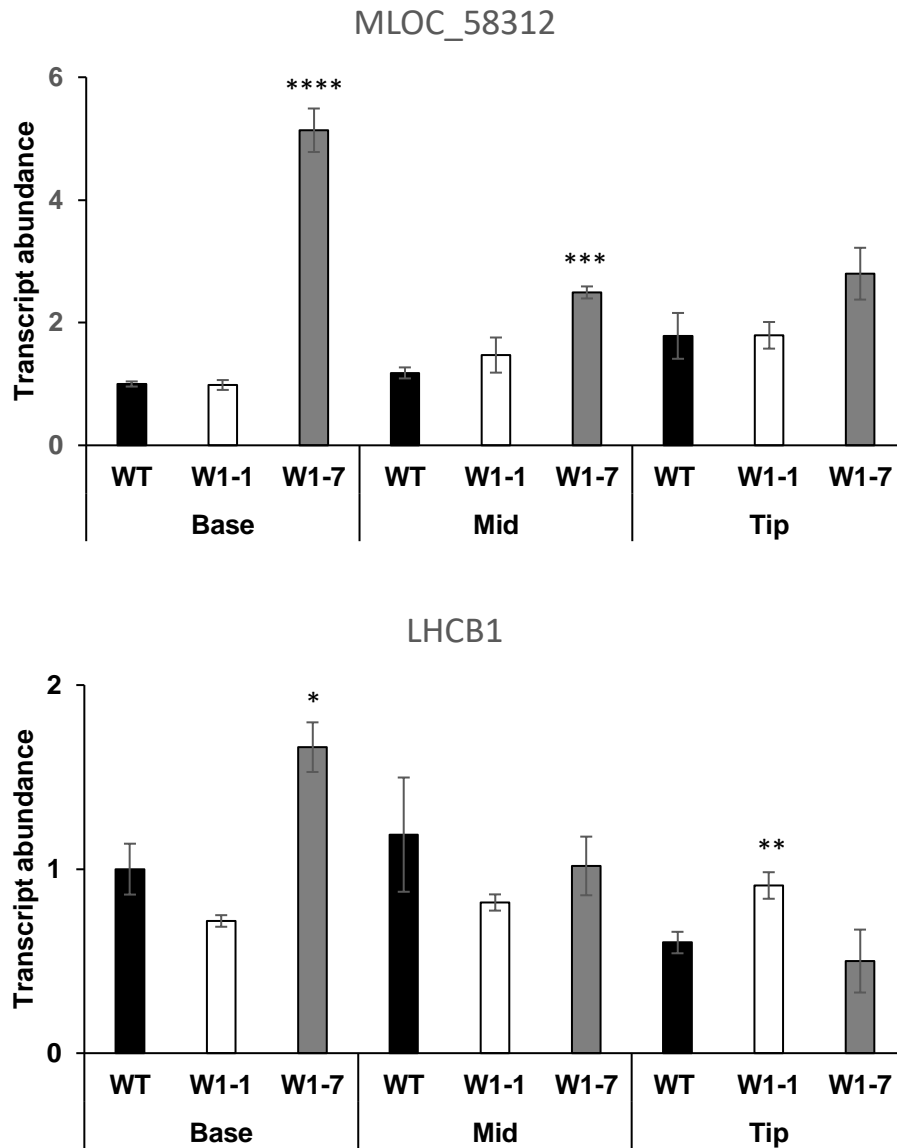 MLOC_58312
Transcript abundance
6
4
2
0
****
***
WT W1-1 W1-7 WT W1-1 W1-7 WT W1-1 W1-7
Base Mid Tip
LHCB1
Transcript abundance
2
1
0
*
**
WT W1-1 W1-7 WT W1-1 W1-7 WT W1-1 W1-7
Base Mid Tip